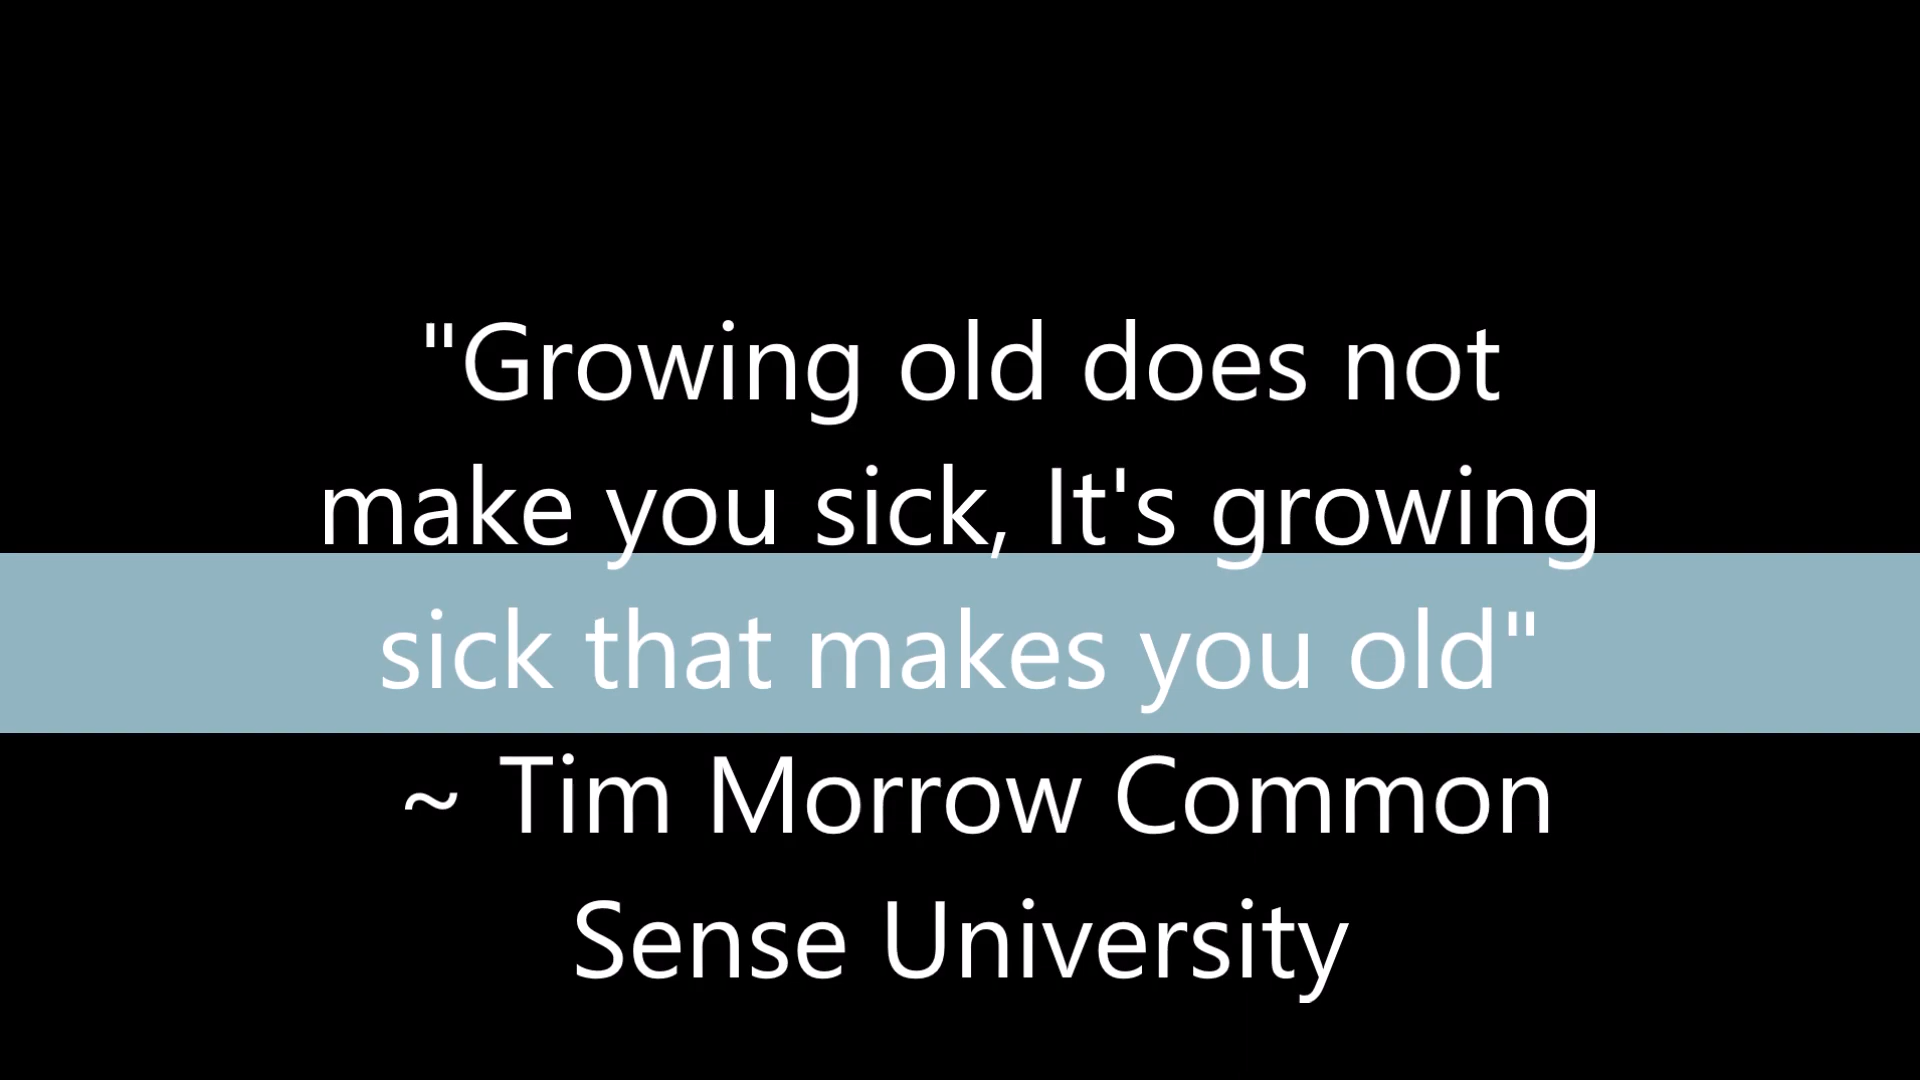 "Growing old does not
make you sick, It's growing
sick that makes you old"
~ Tim Morrow Common
Sense University